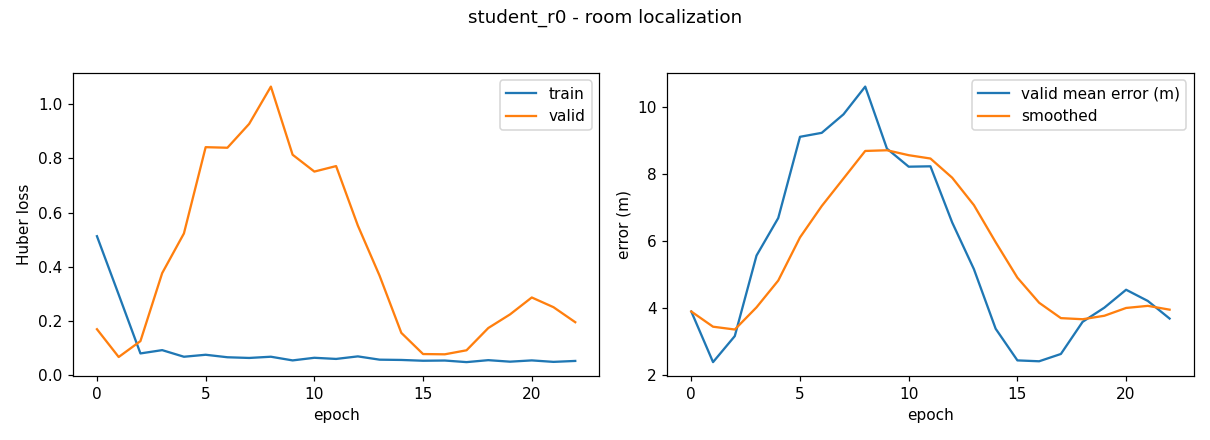 student_r0 - room localization
Huber loss
1.0
0.8
0.6
0.4
0.2
0.0
0 5 10 15 20
epoch
train
valid
error (m)
10
8
6
4
2
0 5 10 15 20
epoch
valid mean error (m)
smoothed